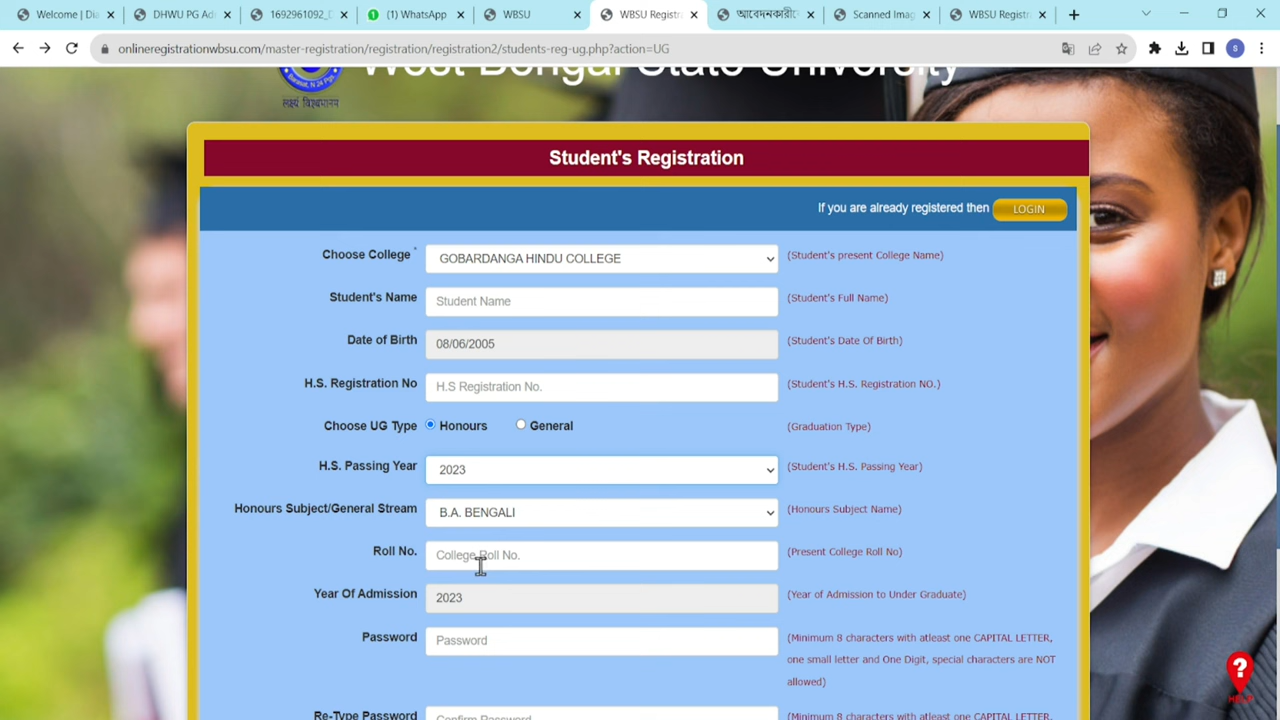 Welcome | Dia
DHWU PG Ad
1692961092_D
(1) WhatsApp
WBSU
WBSU Registr
আবেদনকারীদে
Scanned Imag
WBSU Registr
onlineregistrationwbsu.com/master-registration/registration/registration2/students-reg-ug.php?action=UG
S
West Bengal State University
लक्ष्यं विश्वमानम्
Student's Registration
If you are already registered then LOGIN
Choose College * GOBARDANGA HINDU COLLEGE (Student's present College Name)
Student's Name Student Name (Student's Full Name)
Date of Birth 08/06/2005 (Student's Date Of Birth)
H.S. Registration No H.S Registration No. (Student's H.S. Registration NO.)
Choose UG Type Honours General (Graduation Type)
H.S. Passing Year 2023 (Student's H.S. Passing Year)
Honours Subject/General Stream B.A. BENGALI (Honours Subject Name)
Roll No. College Roll No. (Present College Roll No)
Year Of Admission 2023 (Year of Admission to Under Graduate)
Password Password (Minimum 8 characters with atleast one CAPITAL LETTER,
one small letter and One Digit, special characters are NOT
allowed)
Re-Type Password Confirm Password (Minimum 8 characters with atleast one CAPITAL LETTER,
? HELP